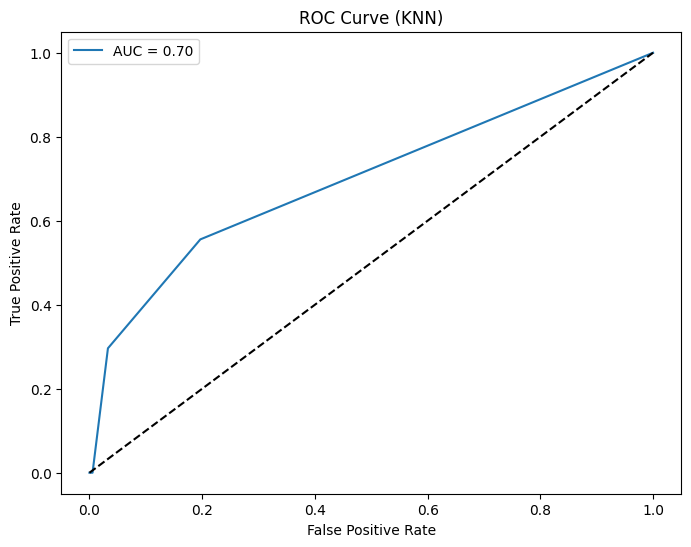 ROC Curve (KNN)
AUC = 0.70
True Positive Rate
1.0
0.8
0.6
0.4
0.2
0.0
0.0 0.2 0.4 0.6 0.8 1.0
False Positive Rate